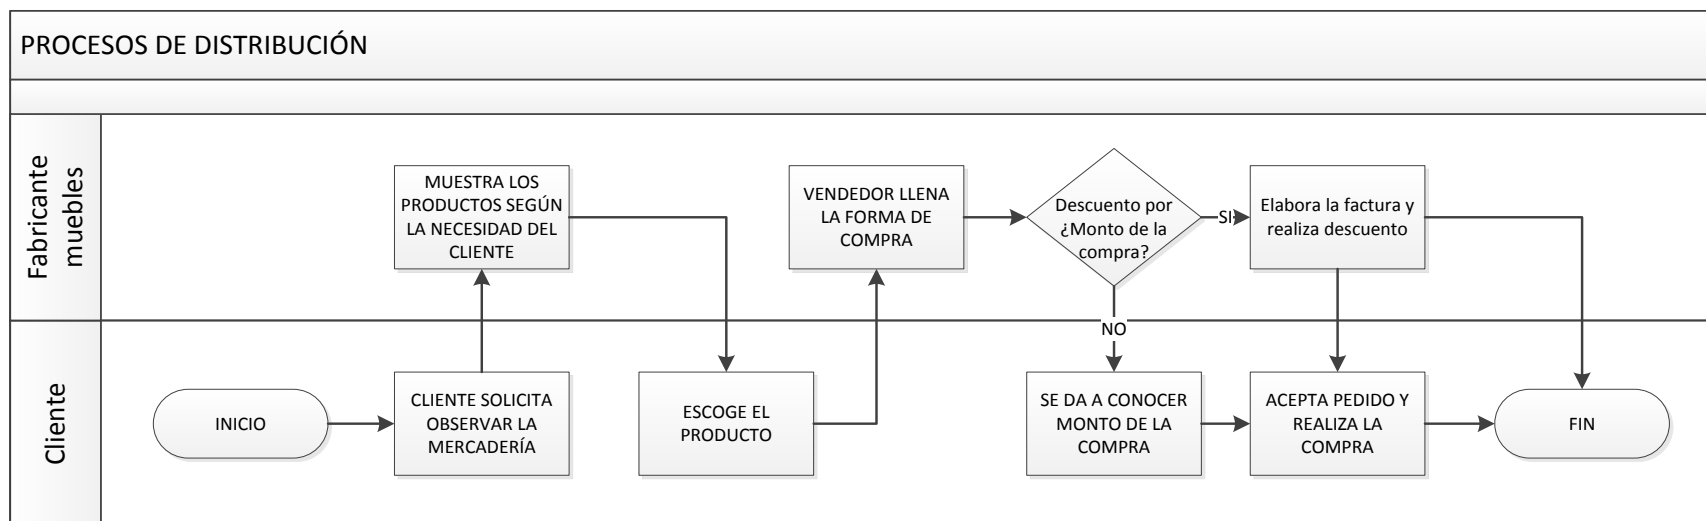 PROCESOS DE DISTRIBUCIÓN
Fabricante
muebles
MUESTRA LOS
PRODUCTOS SEGÚN
LA NECESIDAD DEL
CLIENTE
VENDEDOR LLENA
LA FORMA DE
COMPRA
Descuento por
¿Monto de la
compra?
SI
Elabora la factura y
realiza descuento
NO
Cliente
INICIO
CLIENTE SOLICITA
OBSERVAR LA
MERCADERÍA
ESCOGE EL
PRODUCTO
SE DA A CONOCER
MONTO DE LA
COMPRA
ACEPTA PEDIDO Y
REALIZA LA
COMPRA
FIN